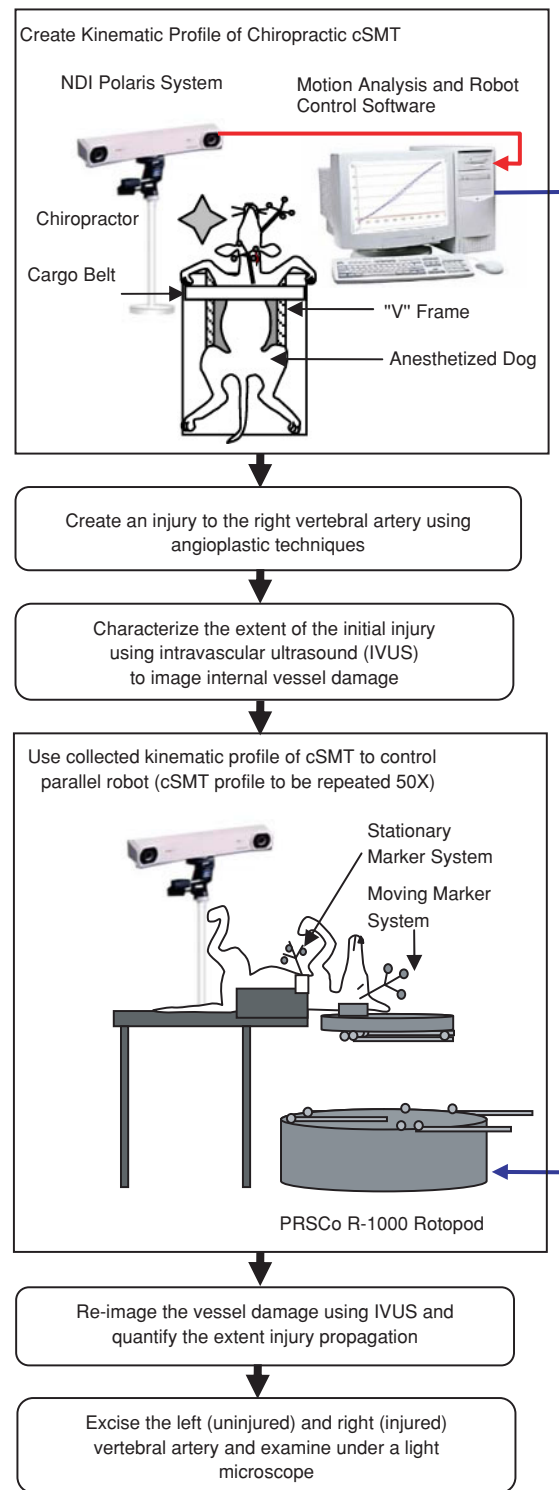 Create Kinematic Profile of Chiropractic cSMT
NDI Polaris System
Motion Analysis and Robot
Control Software
Chiropractor
Cargo Belt
"V" Frame
Anesthetized Dog
Create an injury to the right vertebral artery using
angioplastic techniques
Characterize the extent of the initial injury
using intravascular ultrasound (IVUS)
to image internal vessel damage
Use collected kinematic profile of cSMT to control
parallel robot (cSMT profile to be repeated 50X)
Stationary
Marker System
Moving Marker
System
PRSCo R-1000 Rotopod
Re-image the vessel damage using IVUS and
quantify the extent injury propagation
Excise the left (uninjured) and right (injured)
vertebral artery and examine under a light
microscope